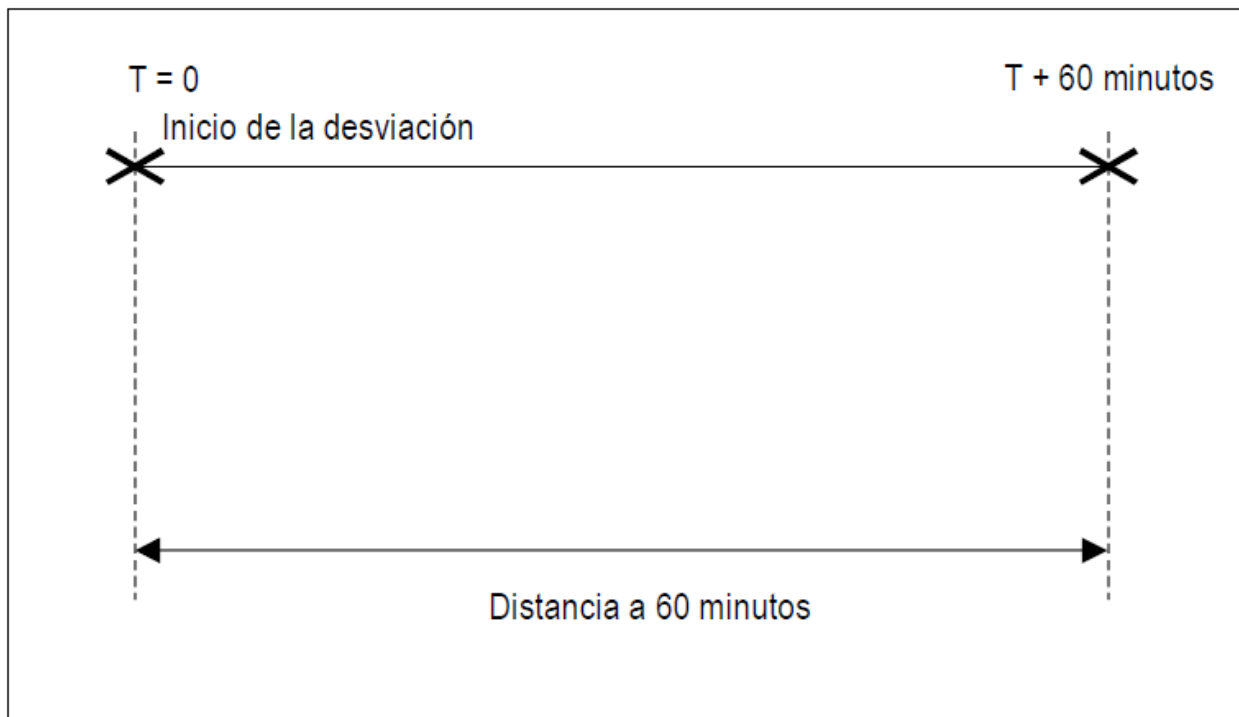 T = 0
T + 60 minutos
Inicio de la desviación
Distancia a 60 minutos